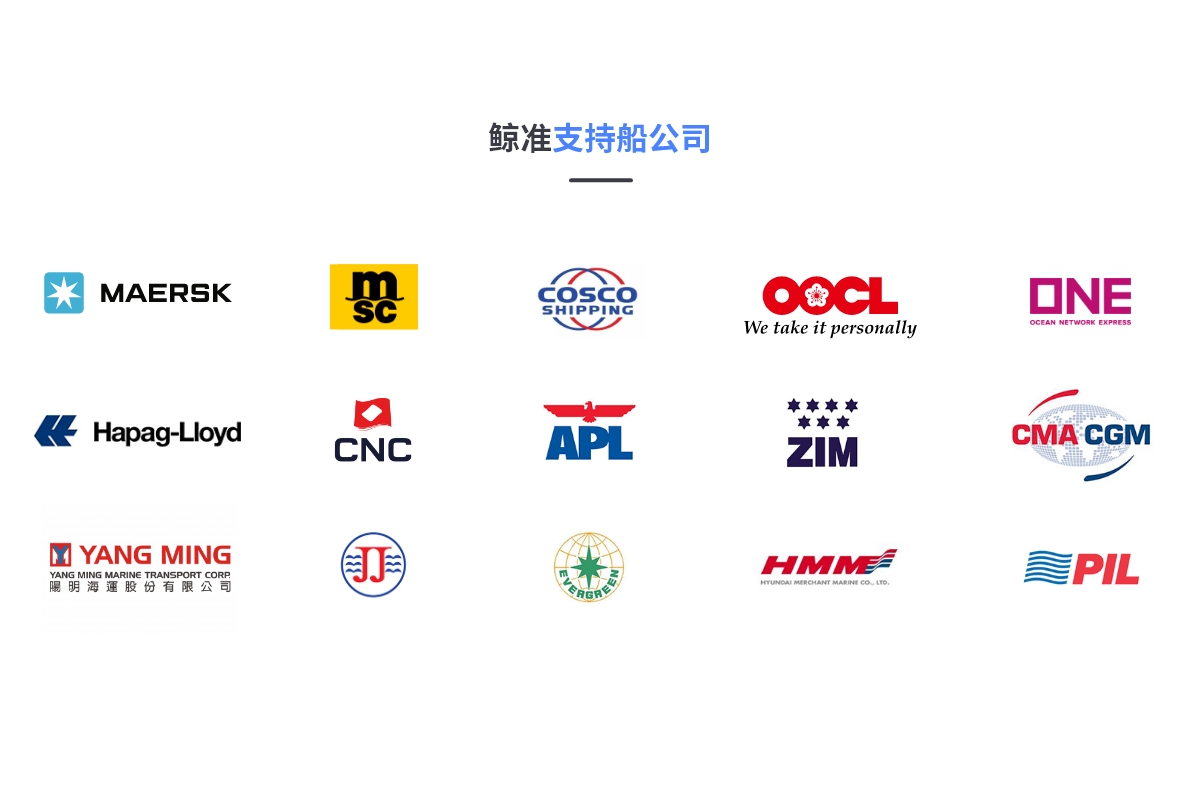 鲸准支持船公司
MAERSK
msc
COSCO
SHIPPING
OOCL
We take it personally
ONE
OCEAN NETWORK EXPRESS
Hapag-Lloyd
CNC
APL
ZIM
CMA CGM
YANG MING
YANG MING MARINE TRANSPORT CORP.
陽明海運股份有限公司
JJ
EVERGREEN
HMM
HYUNDAI MERCHANT MARINE CO., LTD.
PIL